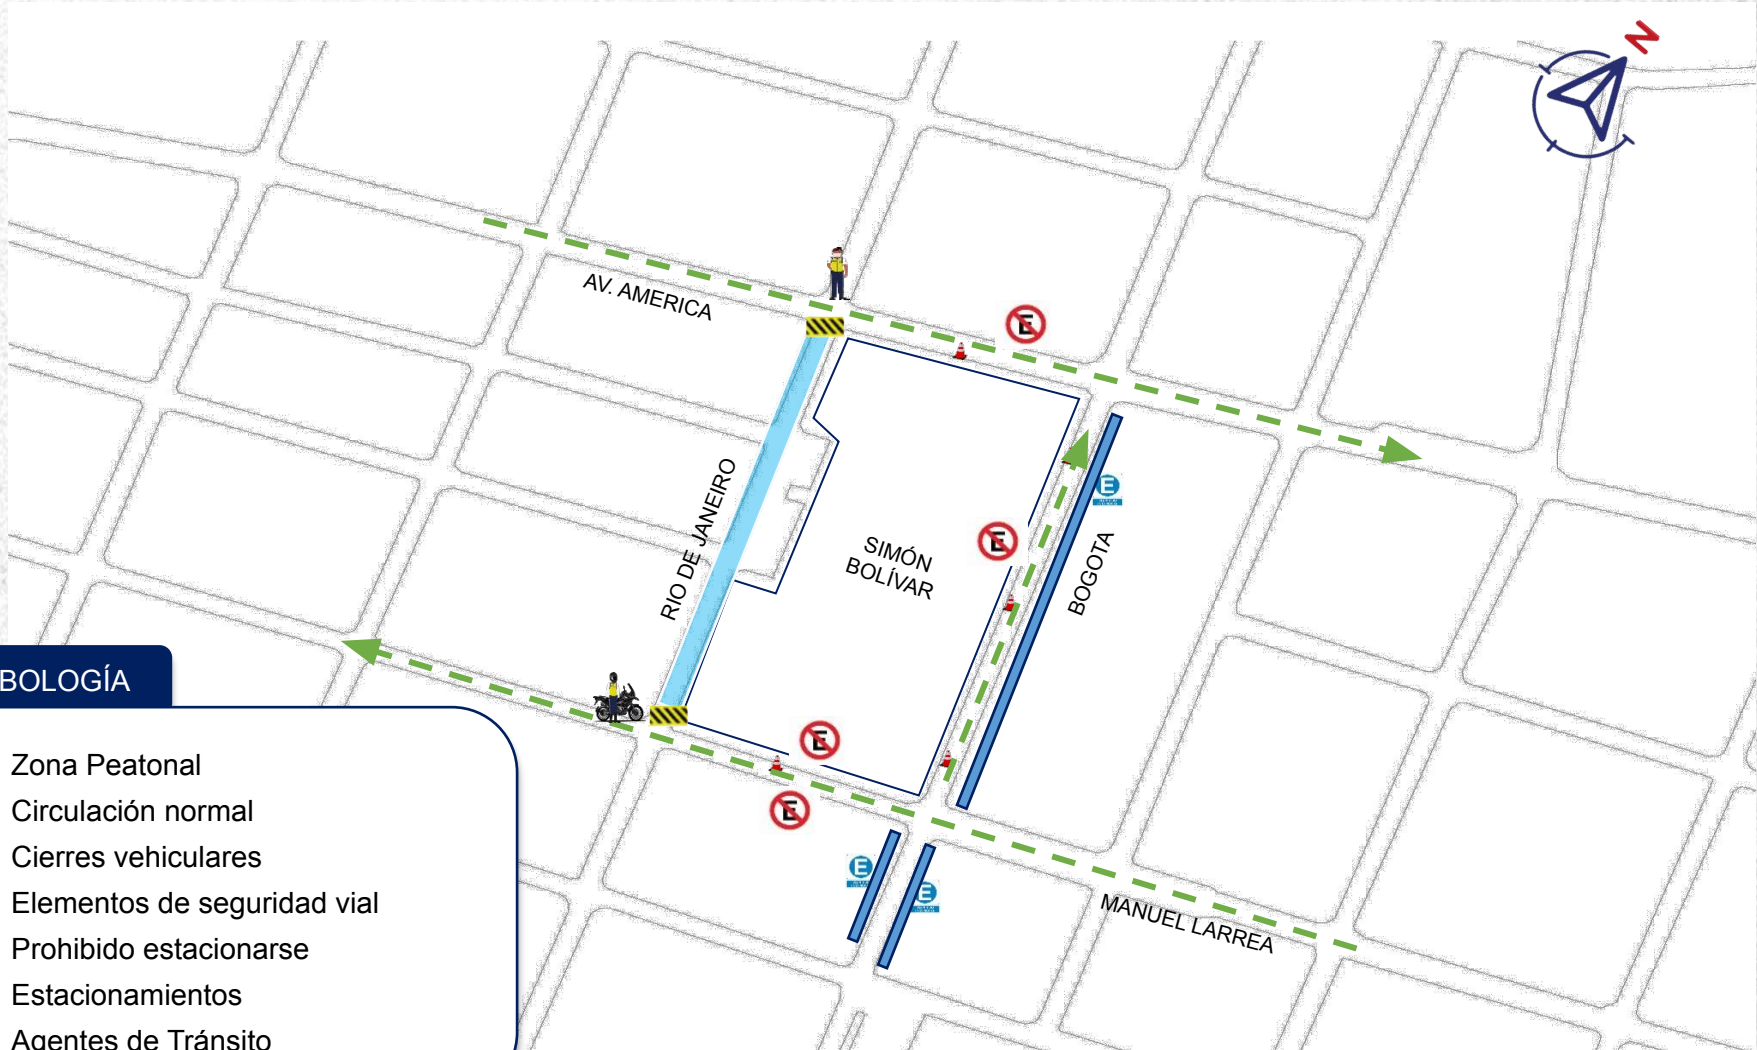 N
AV. AMERICA
E
RIO DE JANEIRO
SIMÓN
BOLÍVAR
E
E
BOGOTA
E
E
E
E
MANUEL LARREA
BOLOGÍA
Zona Peatonal
Circulación normal
Cierres vehiculares
Elementos de seguridad vial
Prohibido estacionarse
Estacionamientos
Agentes de Tránsito